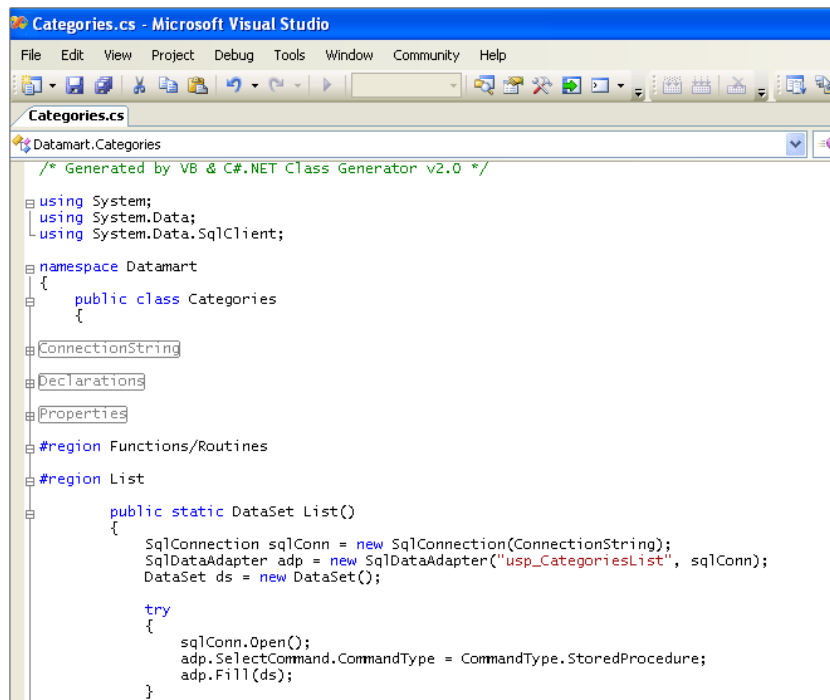 Categories.cs - Microsoft Visual Studio
File Edit View Project Debug Tools Window Community Help
Categories.cs
Datamart.Categories
/* Generated by VB & C#.NET Class Generator v2.0 */
using System;
using System.Data;
using System.Data.SqlClient;
namespace Datamart
{
public class Categories
{
ConnectionString
Declarations
Properties
#region Functions/Routines
#region List
public static DataSet List()
{
SqlConnection sqlConn = new SqlConnection(ConnectionString);
SqlDataAdapter adp = new SqlDataAdapter("usp_CategoriesList", sqlConn);
DataSet ds = new DataSet();
try
{
sqlConn.Open();
adp.SelectCommand.CommandType = CommandType.StoredProcedure;
adp.Fill(ds);
}